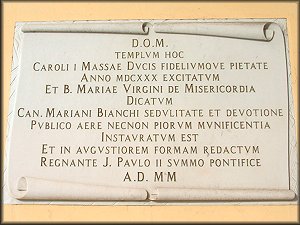 D.O.M.
TEMPLVM HOC
CAROLI I MASSAE DVCIS FIDELIVMQVE PIETATE
ANNO MDCXXX EXCITATVM
ET B. MARIAE VIRGINI DE MISERICORDIA
DICATVM
CAN. MARIANI BIANCHI SEDVLITATE ET DEVOTIONE
PVBLICO AERE NECNON PIORVM MVNIFICENTIA
INSTAVRATVM EST
ET IN AVGVSTIOREM FORMAM REDACTVM
REGNANTE J. PAVLO II SVMMO PONTIFICE
A.D. MM